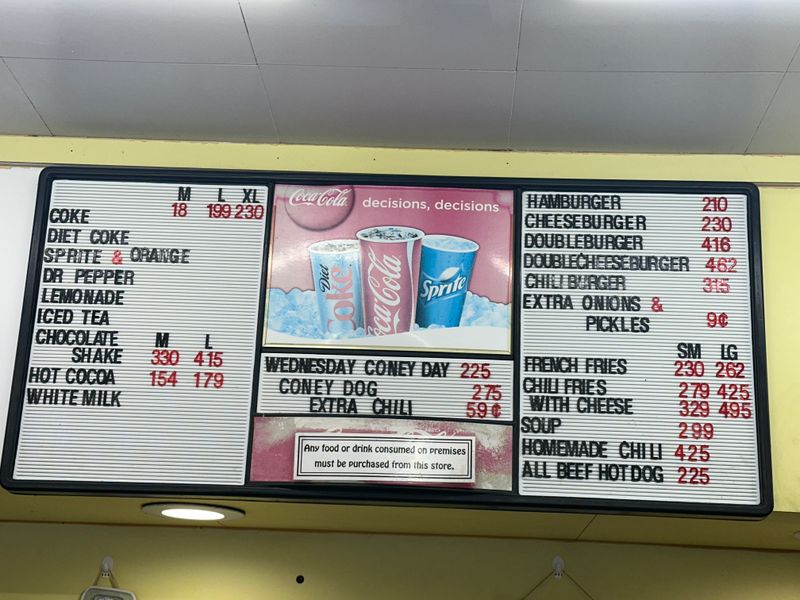 M L XL
COKE 18 199 230
DIET COKE
SPRITE & ORANGE
DR PEPPER
LEMONADE
ICED TEA
CHOCOLATE M L
SHAKE 330 415
HOT COCOA 154 179
WHITE MILK
Coca-Cola decisions, decisions
Diet Coke
Coca-Cola
Sprite
WEDNESDAY CONEY DAY 225
CONEY DOG 275
EXTRA CHILI 59¢
Any food or drink consumed on premises
must be purchased from this store.
HAMBURGER 210
CHEESEBURGER 230
DOUBLEBURGER 416
DOUBLECHEESEBURGER 462
CHILI BURGER 315
EXTRA ONIONS &
PICKLES 9¢
SM LG
FRENCH FRIES 230 262
CHILI FRIES 279 425
WITH CHEESE 329 495
SOUP 299
HOMEMADE CHILI 425
ALL BEEF HOT DOG 225